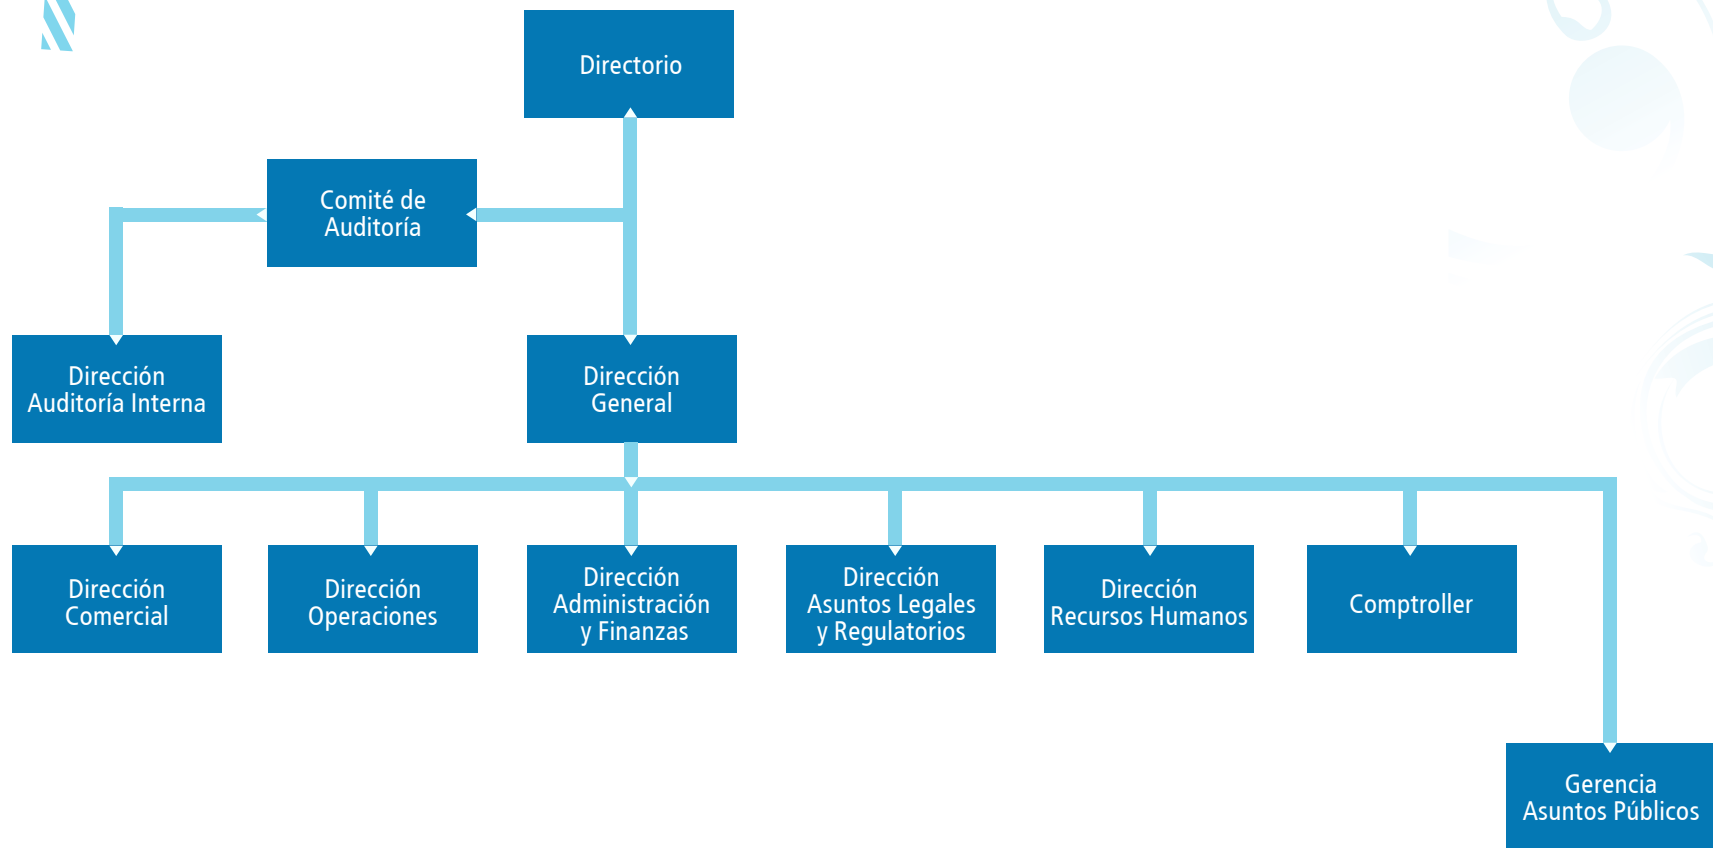 Directorio
Comité de
Auditoría
Dirección
Auditoría Interna
Dirección
General
Dirección
Comercial
Dirección
Operaciones
Dirección
Administración
y Finanzas
Dirección
Asuntos Legales
y Regulatorios
Dirección
Recursos Humanos
Comptroller
Gerencia
Asuntos Públicos